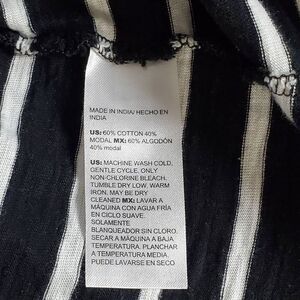 MADE IN INDIA/ HECHO EN
INDIA
US: 60% COTTON 40%
MODAL MX: 60% ALGODÓN
40% modal
US: MACHINE WASH COLD,
GENTLE CYCLE. ONLY
NON-CHLORINE BLEACH.
TUMBLE DRY LOW, WARM
IRON. MAY BE DRY
CLEANED MX: LAVAR A
MÁQUINA CON AGUA FRÍA
EN CICLO SUAVE.
SOLAMENTE
BLANQUEADOR SIN CLORO.
SECAR A MÁQUINA A BAJA
TEMPERATURA. PLANCHAR
A TEMPERATURA MEDIA
PUEDE LAVARSE EN SECO